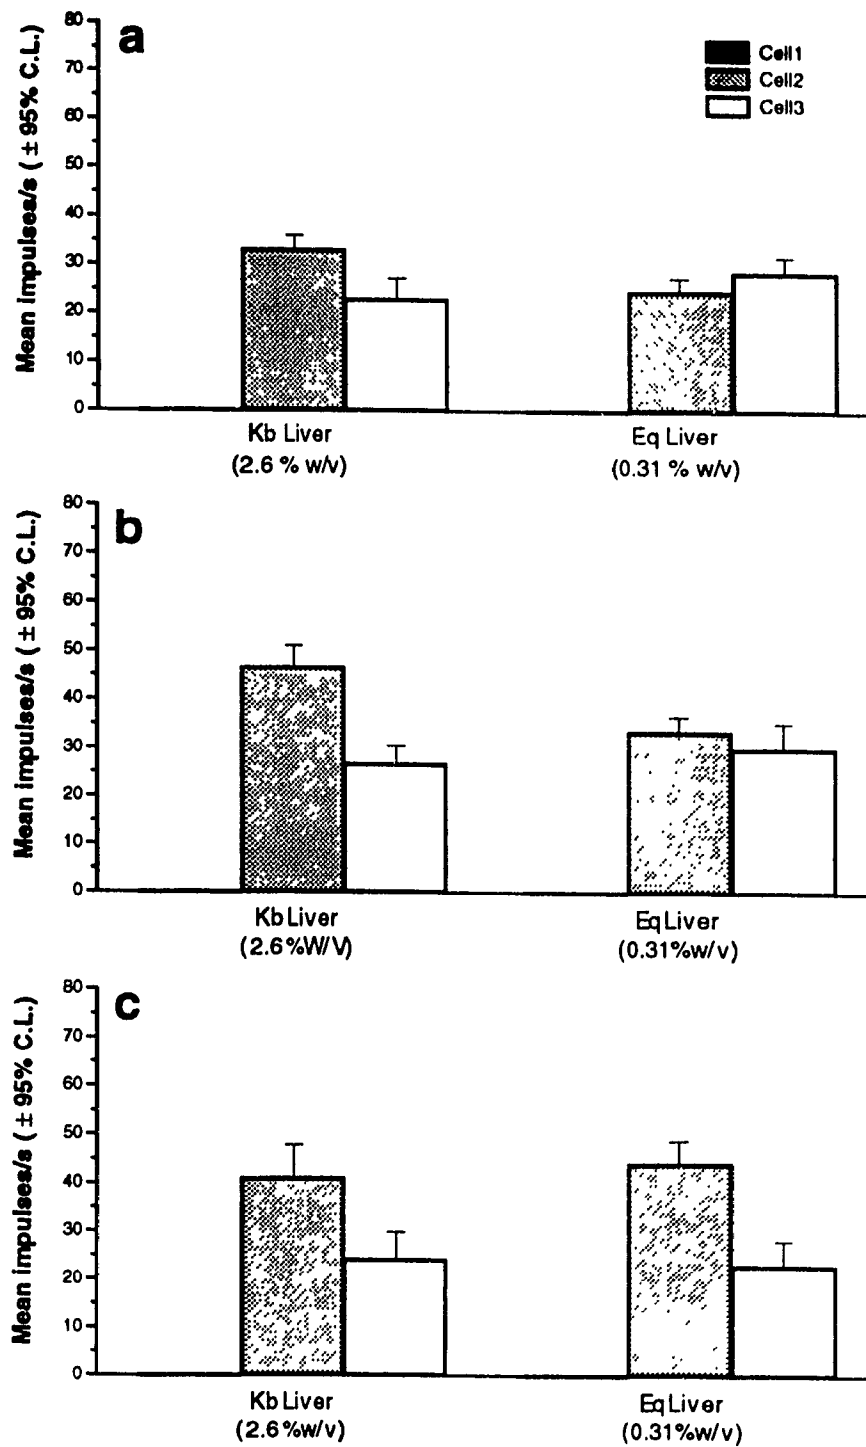 a
Mean impulses/s ( ± 95% C.L.)
80
70
60
50
40
30
20
10
0
Cell1
Cell2
Cell3
Kb Liver
(2.6 % w/v)
Eq Liver
(0.31 % w/v)
b
Mean impulses/s ( ± 95% C.L.)
80
70
60
50
40
30
20
10
0
Kb Liver
(2.6%W/V)
Eq Liver
(0.31%w/v)
c
Mean impulses/s ( ± 95% C.L.)
80
70
60
50
40
30
20
10
0
Kb Liver
(2.6%w/v)
Eq Liver
(0.31%w/v)